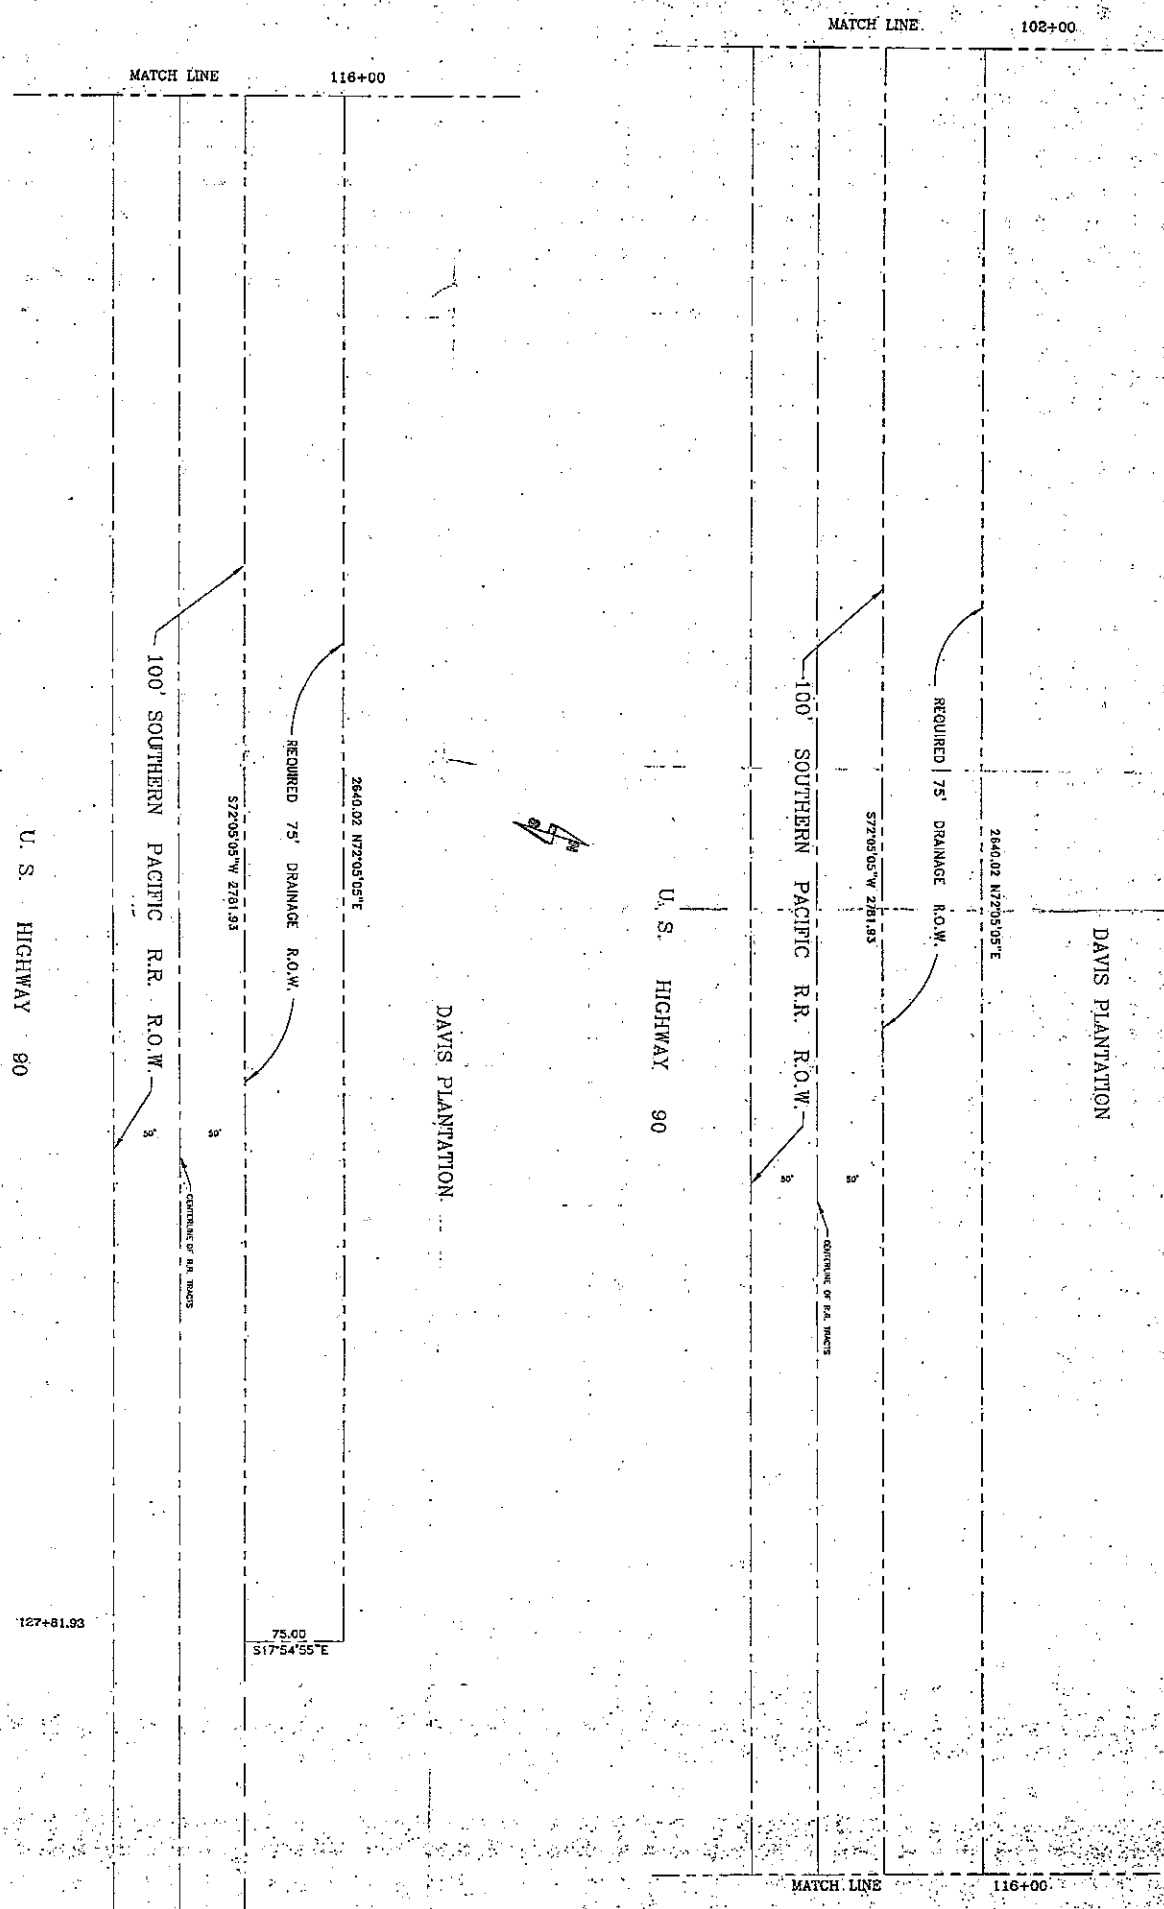 MATCH LINE 116+00
100' SOUTHERN PACIFIC R.R. R.O.W.
REQUIRED 75' DRAINAGE R.O.W.
2640.02 N72°05'05"E
S72°05'05"W 2781.93
U. S. HIGHWAY 90
DAVIS PLANTATION
50'
50'
CENTERLINE OF R.R. TRACTS
127+81.93
75.00
S17°54'55"E
MATCH LINE 102+00
100' SOUTHERN PACIFIC R.R. R.O.W.
REQUIRED 75' DRAINAGE R.O.W.
2640.02 N72°05'05"E
S72°05'05"W 2781.93
U. S. HIGHWAY 90
DAVIS PLANTATION
50'
50'
CENTERLINE OF R.R. TRACTS
MATCH LINE 116+00